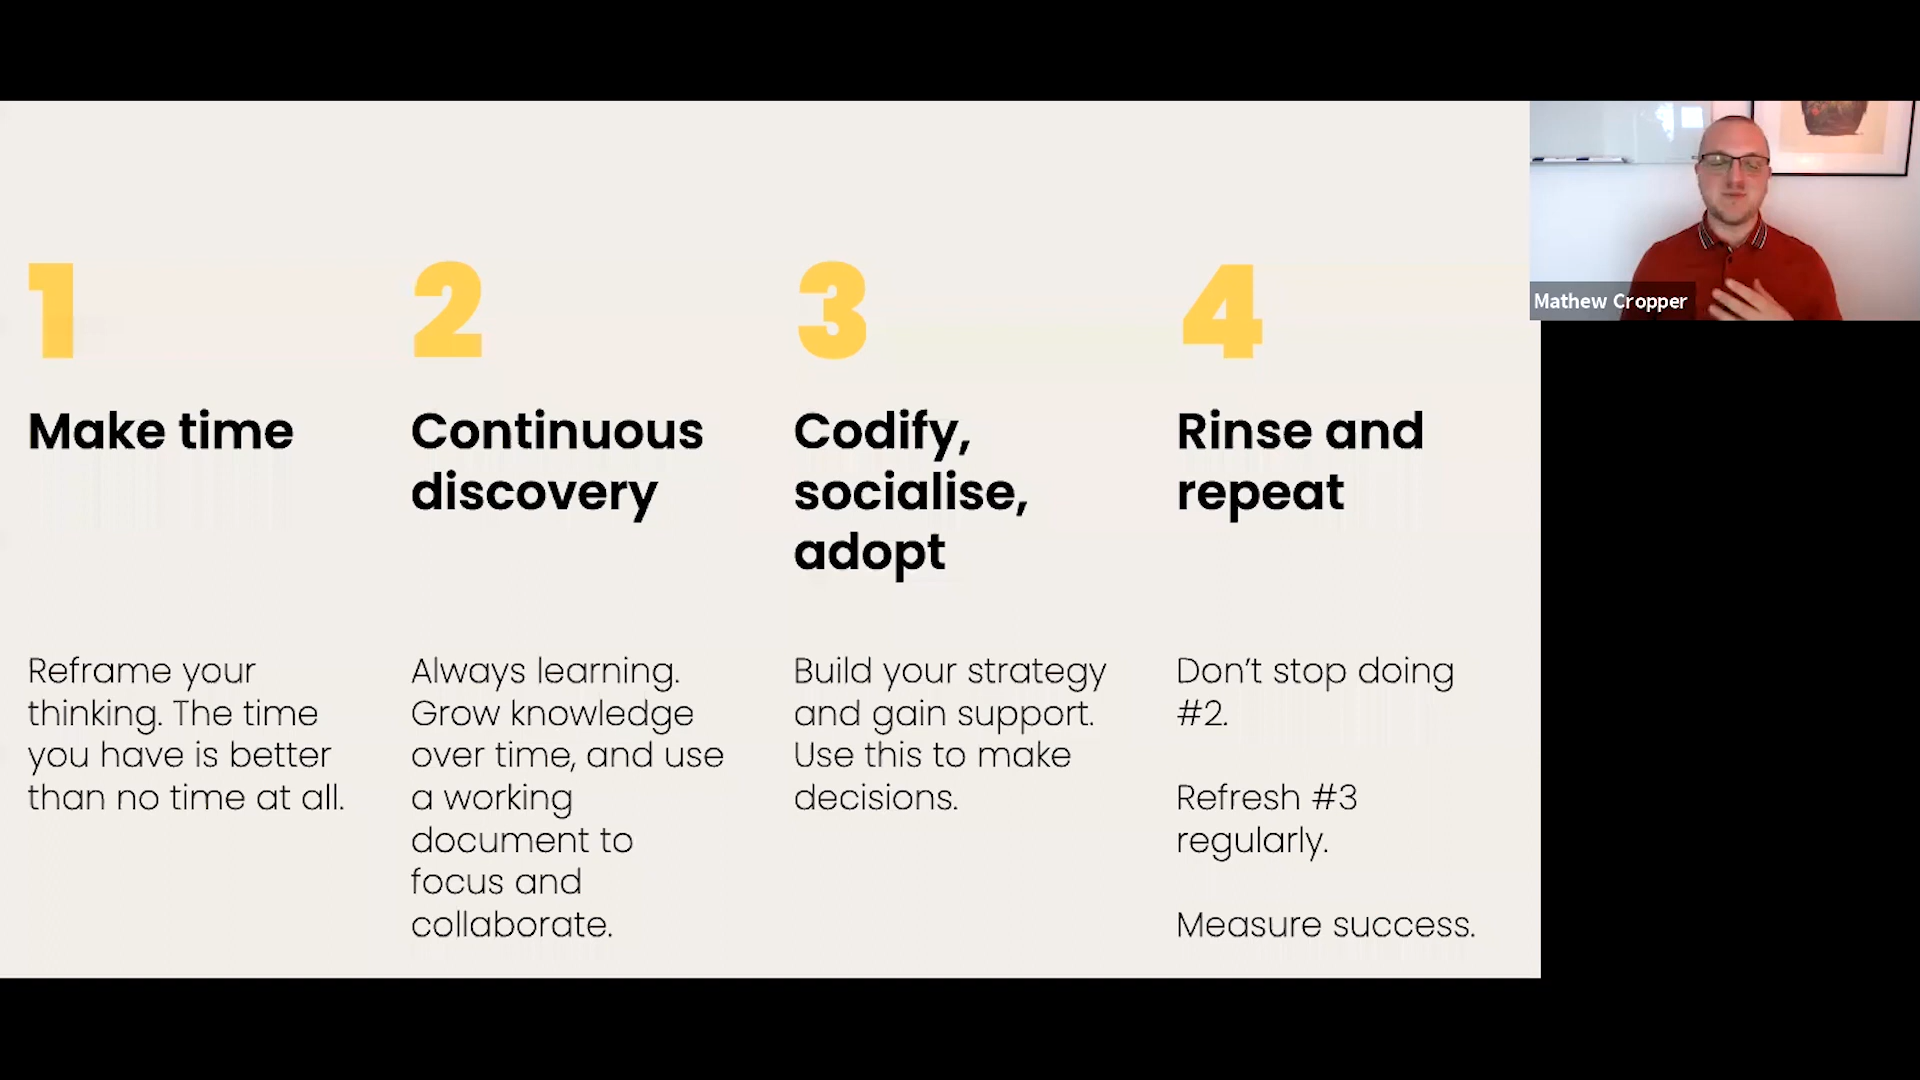 1
Make time
Reframe your
thinking. The time
you have is better
than no time at all.
2
Continuous
discovery
Always learning.
Grow knowledge
over time, and use
a working
document to
focus and
collaborate.
3
Codify,
socialise,
adopt
Build your strategy
and gain support.
Use this to make
decisions.
4
Rinse and
repeat
Don't stop doing
#2.
Refresh #3
regularly.
Measure success.
Mathew Cropper